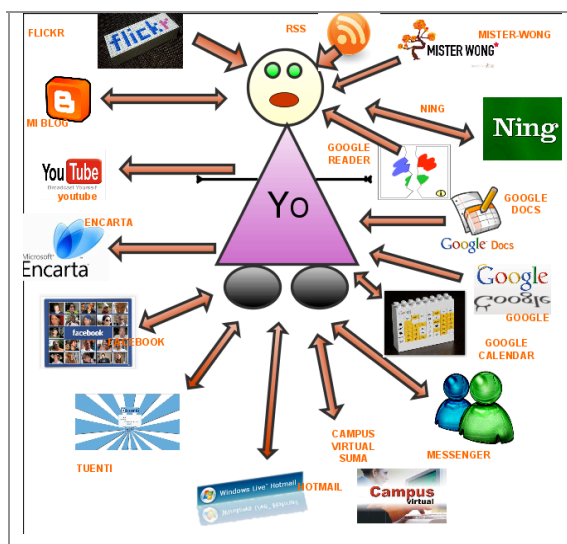 FLICKR
flickr
RSS
MISTER-WONG
MISTER WONG
MI BLOG
NING
Ning
GOOGLE
READER
You Tube
Broadcast Yourself
youtube
Yo
GOOGLE
DOCS
Google Docs
ENCARTA
Microsoft
Encarta
Google
GOOGLE
facebook
FACEBOOK
GOOGLE
CALENDAR
TUENTI
CAMPUS
VIRTUAL
SUMA
MESSENGER
Windows Live Hotmail
HOTMAIL
Campus
Virtual